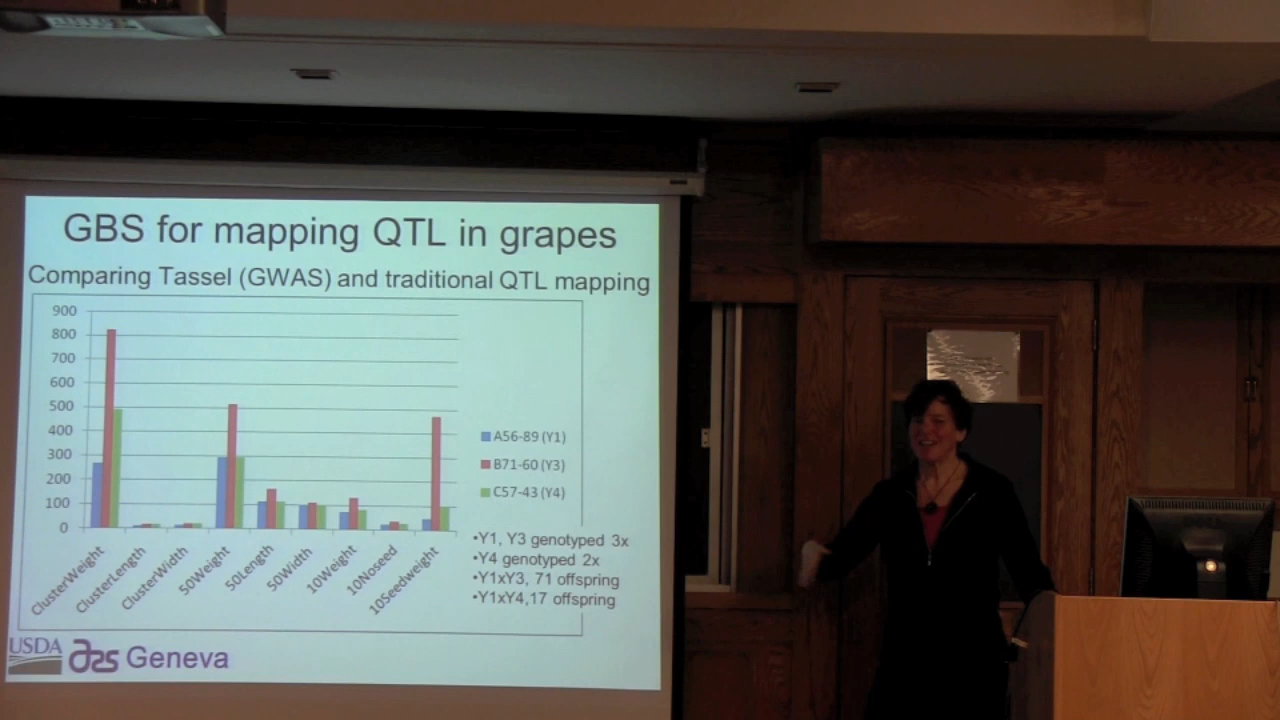 GBS for mapping QTL in grapes
Comparing Tassel (GWAS) and traditional QTL mapping
900
800
700
600
500
400
300
200
100
0
ClusterWeight
ClusterLength
ClusterWidth
50Weight
50Length
50Width
10Weight
10Noseed
10Seedweight
A56-89 (Y1)
B71-60 (Y3)
C57-43 (Y4)
•Y1, Y3 genotyped 3x
•Y4 genotyped 2x
•Y1xY3, 71 offspring
•Y1xY4,17 offspring
USDA ars Geneva